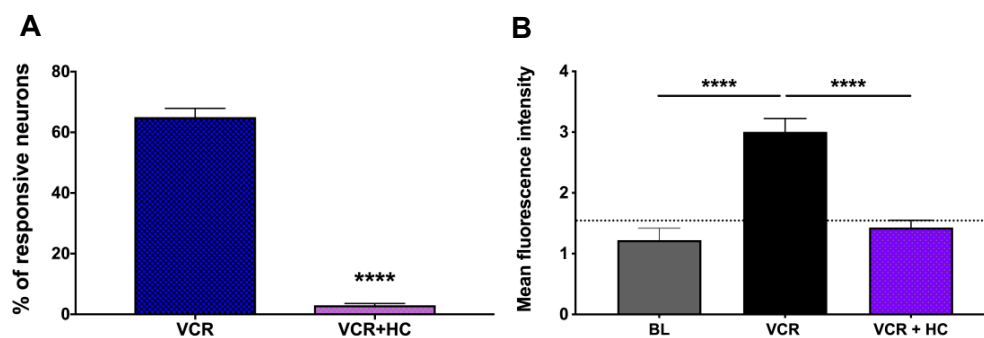 A
% of responsive neurons
80
60
40
20
0
****
VCR
VCR+HC
B
Mean fluorescence intensity
4
3
2
1
0
**** ****
BL
VCR
VCR + HC